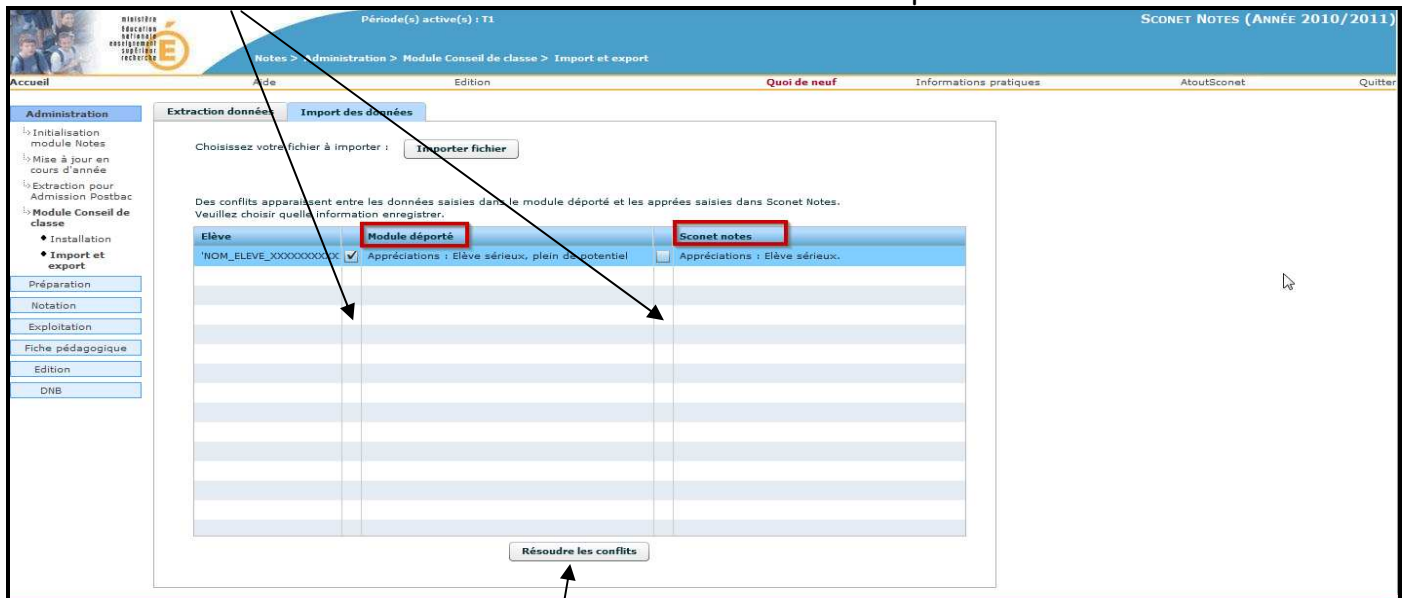 ministère
éducation
nationale
enseignement
supérieur
recherche
Période(s) active(s) : T1
SCONET NOTES (ANNÉE 2010/2011)
Notes > Administration > Module Conseil de classe > Import et export
Accueil Aide Edition Quoi de neuf Informations pratiques AtoutSconet Quitter
Administration
Initialisation
module Notes
Mise à jour en
cours d'année
Extraction pour
Admission Postbac
Module Conseil de
classe
Installation
Import et
export
Préparation
Notation
Exploitation
Fiche pédagogique
Edition
DNB
Extraction données Import des données
Choisissez votre fichier à importer : Importer fichier
Des conflits apparaissent entre les données saisies dans le module déporté et les apprées saisies dans Sconet Notes.
Veuillez choisir quelle information enregistrer.
Elève Module déporté Sconet notes
'NOM_ELEVE_XXXXXXXXXX Appréciations : Elève sérieux, plein de potentiel Appréciations : Elève sérieux.
Résoudre les conflits